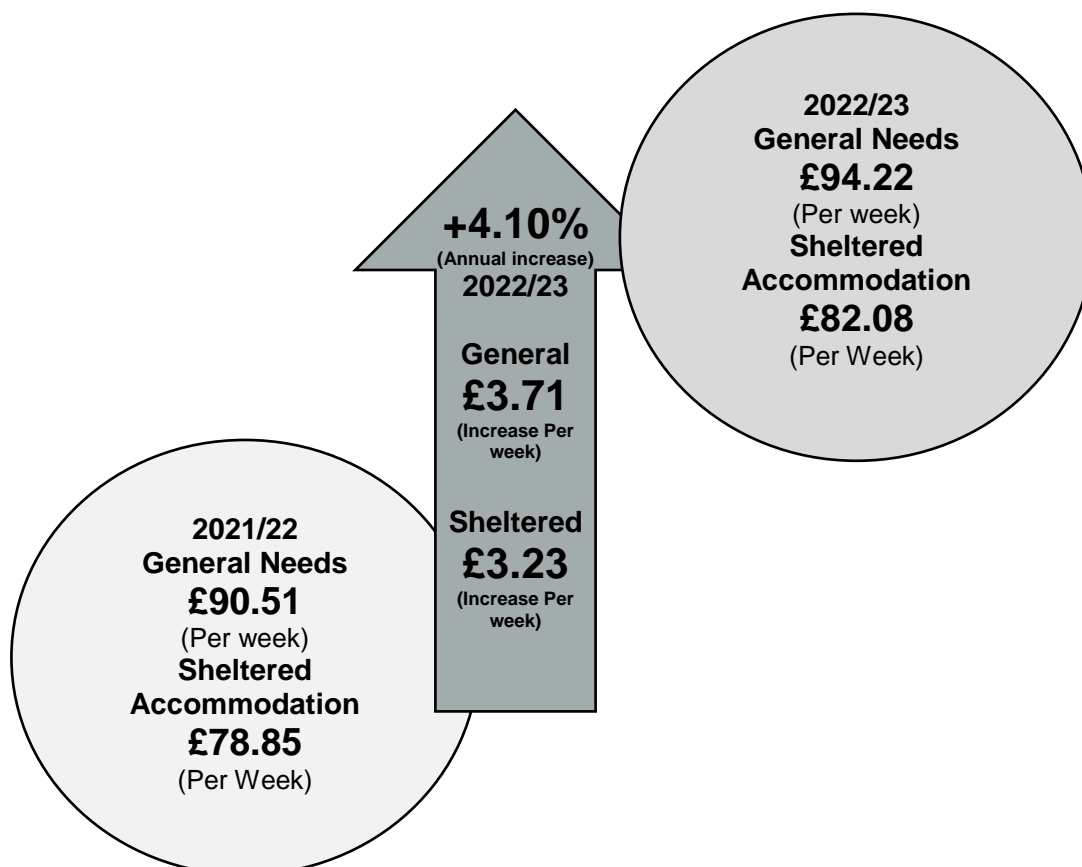 2022/23
General Needs
£94.22
(Per week)
Sheltered
Accommodation
£82.08
(Per Week)
+4.10%
(Annual increase)
2022/23
General
£3.71
(Increase Per
week)
Sheltered
£3.23
(Increase Per
week)
2021/22
General Needs
£90.51
(Per week)
Sheltered
Accommodation
£78.85
(Per Week)